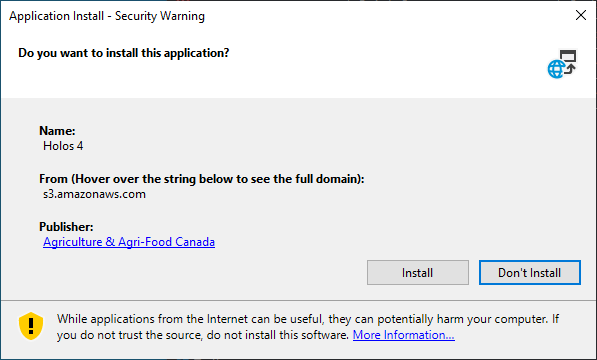 Application Install - Security Warning
Do you want to install this application?
Name:
Holos 4
From (Hover over the string below to see the full domain):
s3.amazonaws.com
Publisher:
Agriculture & Agri-Food Canada
Install
Don't Install
While applications from the Internet can be useful, they can potentially harm your computer. If
you do not trust the source, do not install this software. More Information...